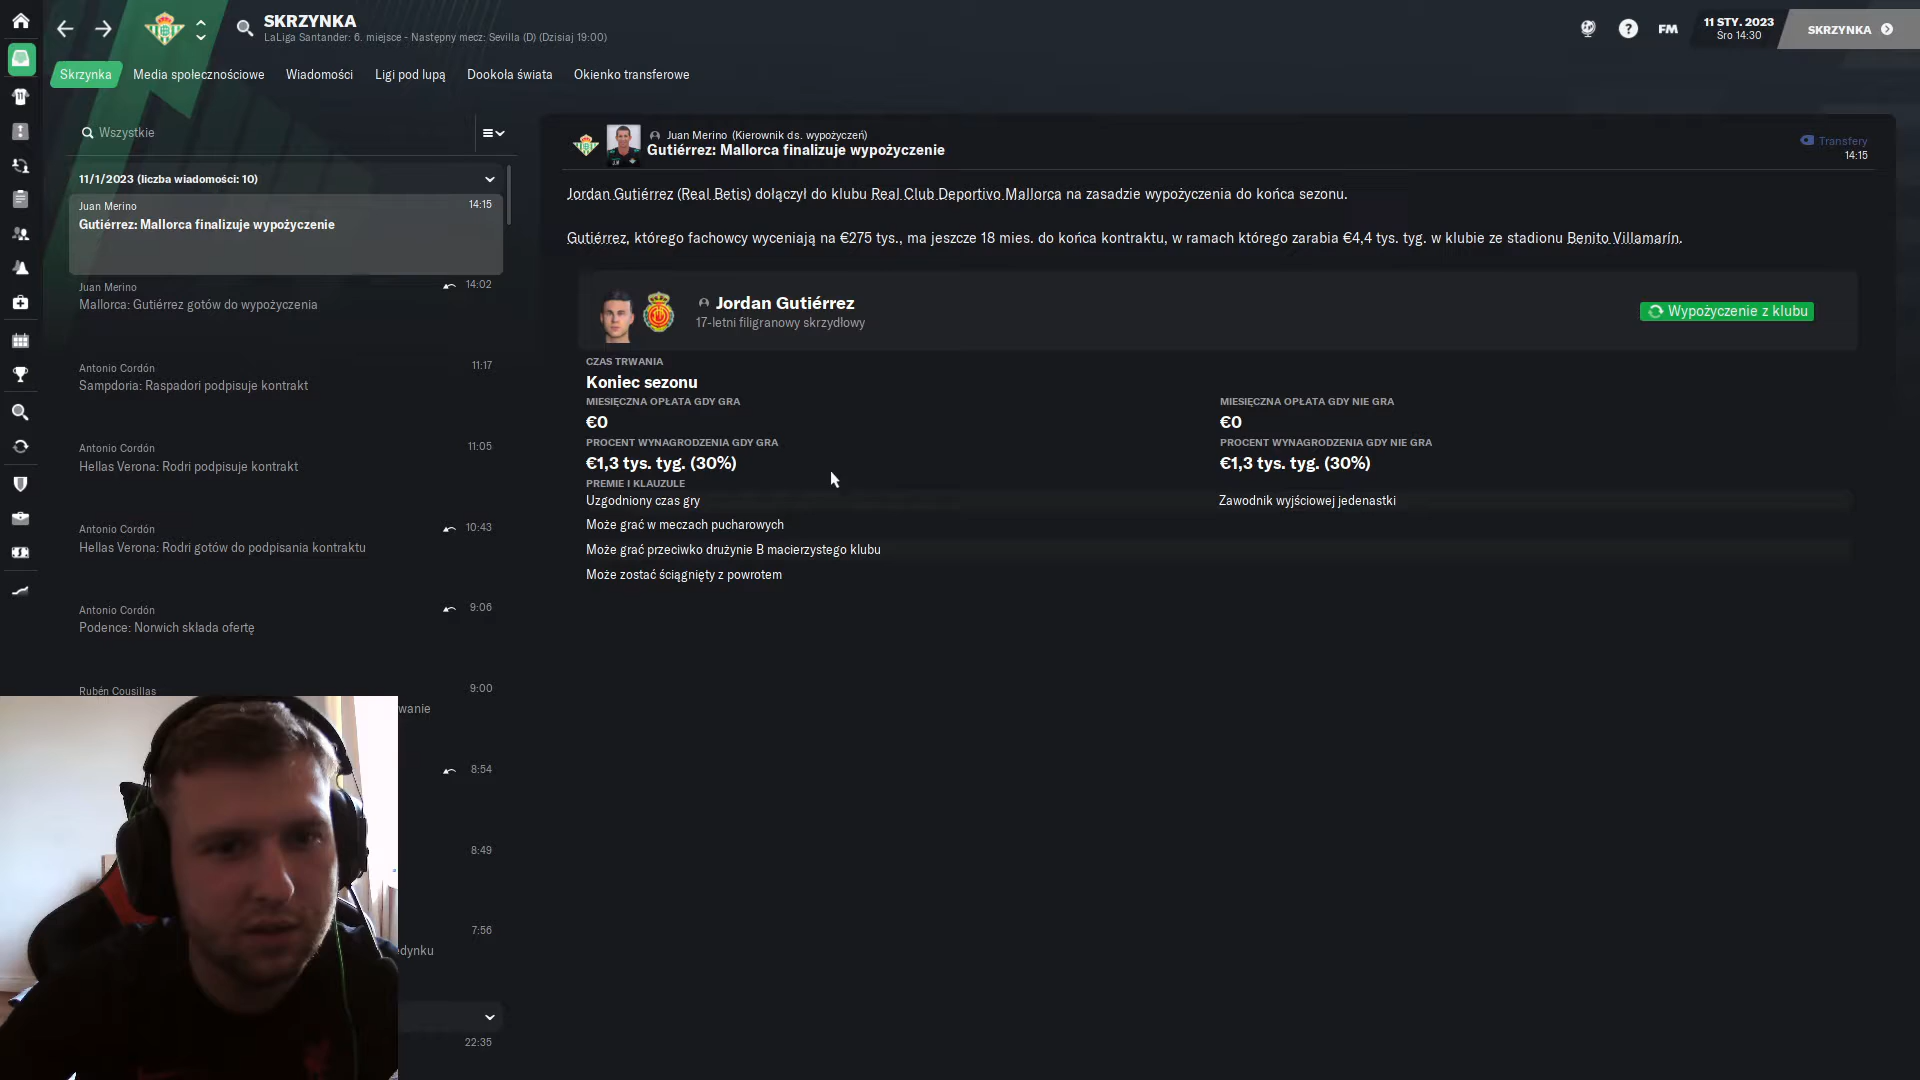 SKRZYNKA
LaLiga Santander: 6. miejsce - Następny mecz: Sevilla (D) (Dzisiaj 19:00)
FM
11 STY. 2023
Śro 14:30
SKRZYNKA
Skrzynka
Media społecznościowe
Wiadomości
Ligi pod lupą
Dookoła świata
Okienko transferowe
Wszystkie
11/1/2023 (liczba wiadomości: 10)
Juan Merino
14:15
Gutiérrez: Mallorca finalizuje wypożyczenie
Juan Merino
14:02
Mallorca: Gutiérrez gotów do wypożyczenia
Antonio Cordón
11:17
Sampdoria: Raspadori podpisuje kontrakt
Antonio Cordón
11:05
Hellas Verona: Rodri podpisuje kontrakt
Antonio Cordón
10:43
Hellas Verona: Rodri gotów do podpisania kontraktu
Antonio Cordón
9:06
Podence: Norwich składa ofertę
Rubén Cousillas
9:00
wanie
8:54
8:49
7:56
edynku
22:35
Juan Merino (Kierownik ds. wypożyczeń)
Gutiérrez: Mallorca finalizuje wypożyczenie
Transfery
14:15
Jordan Gutiérrez (Real Betis) dołączył do klubu Real Club Deportivo Mallorca na zasadzie wypożyczenia do końca sezonu.
Gutiérrez, którego fachowcy wyceniają na €275 tys., ma jeszcze 18 mies. do końca kontraktu, w ramach którego zarabia €4,4 tys. tyg. w klubie ze stadionu Benito Villamarín.
Jordan Gutiérrez
17-letni filigranowy skrzydłowy
Wypożyczenie z klubu
CZAS TRWANIA
Koniec sezonu
MIESIĘCZNA OPŁATA GDY GRA
€0
MIESIĘCZNA OPŁATA GDY NIE GRA
€0
PROCENT WYNAGRODZENIA GDY GRA
€1,3 tys. tyg. (30%)
PROCENT WYNAGRODZENIA GDY NIE GRA
€1,3 tys. tyg. (30%)
PREMIE I KLAUZULE
Uzgodniony czas gry
Zawodnik wyjściowej jedenastki
Może grać w meczach pucharowych
Może grać przeciwko drużynie B macierzystego klubu
Może zostać ściągnięty z powrotem